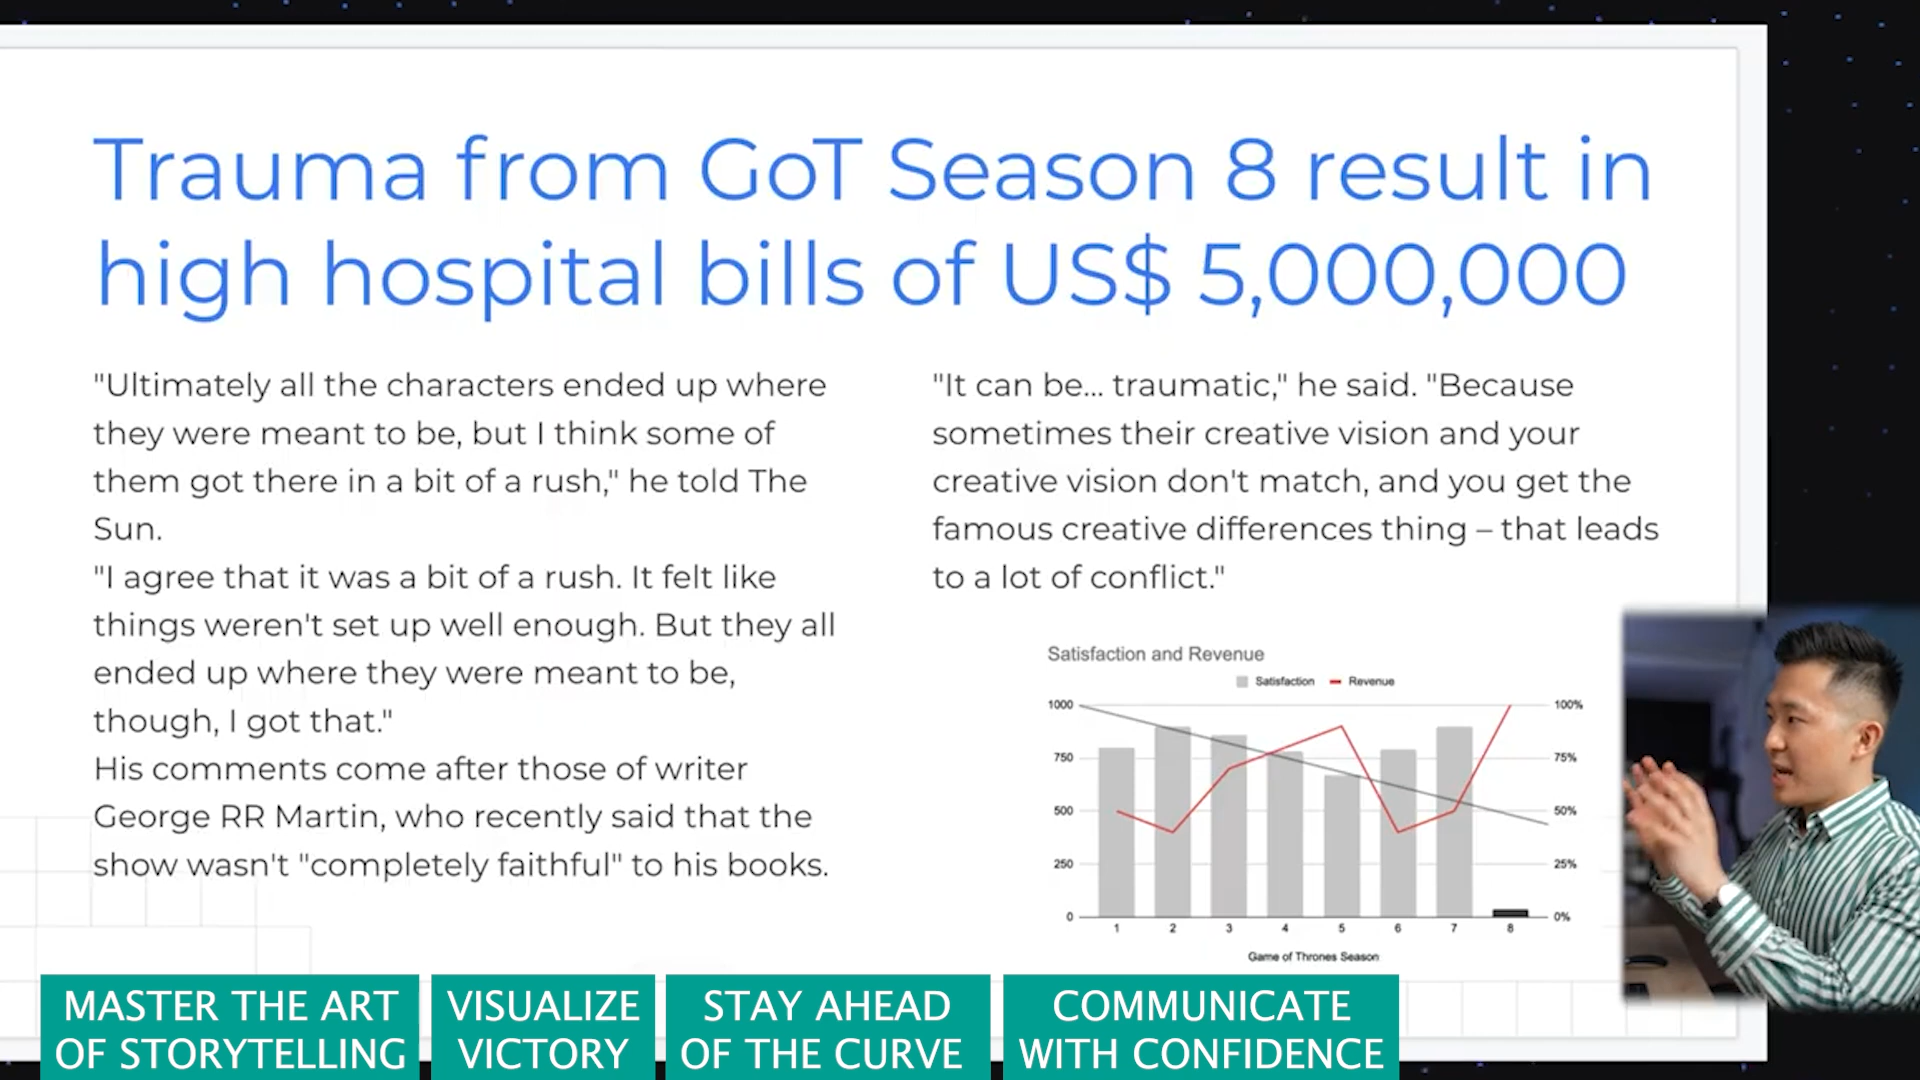 Trauma from GoT Season 8 result in
high hospital bills of US$ 5,000,000
"Ultimately all the characters ended up where
they were meant to be, but I think some of
them got there in a bit of a rush," he told The
Sun.
"I agree that it was a bit of a rush. It felt like
things weren't set up well enough. But they all
ended up where they were meant to be,
though, I got that."
His comments come after those of writer
George RR Martin, who recently said that the
show wasn't "completely faithful" to his books.
"It can be... traumatic," he said. "Because
sometimes their creative vision and your
creative vision don't match, and you get the
famous creative differences thing – that leads
to a lot of conflict."
Satisfaction and Revenue
Satisfaction Revenue
1000 100%
750 75%
500 50%
250 25%
0 0%
1 2 3 4 5 6 7 8
Game of Thrones Season
MASTER THE ART
OF STORYTELLING
VISUALIZE
VICTORY
STAY AHEAD
OF THE CURVE
COMMUNICATE
WITH CONFIDENCE